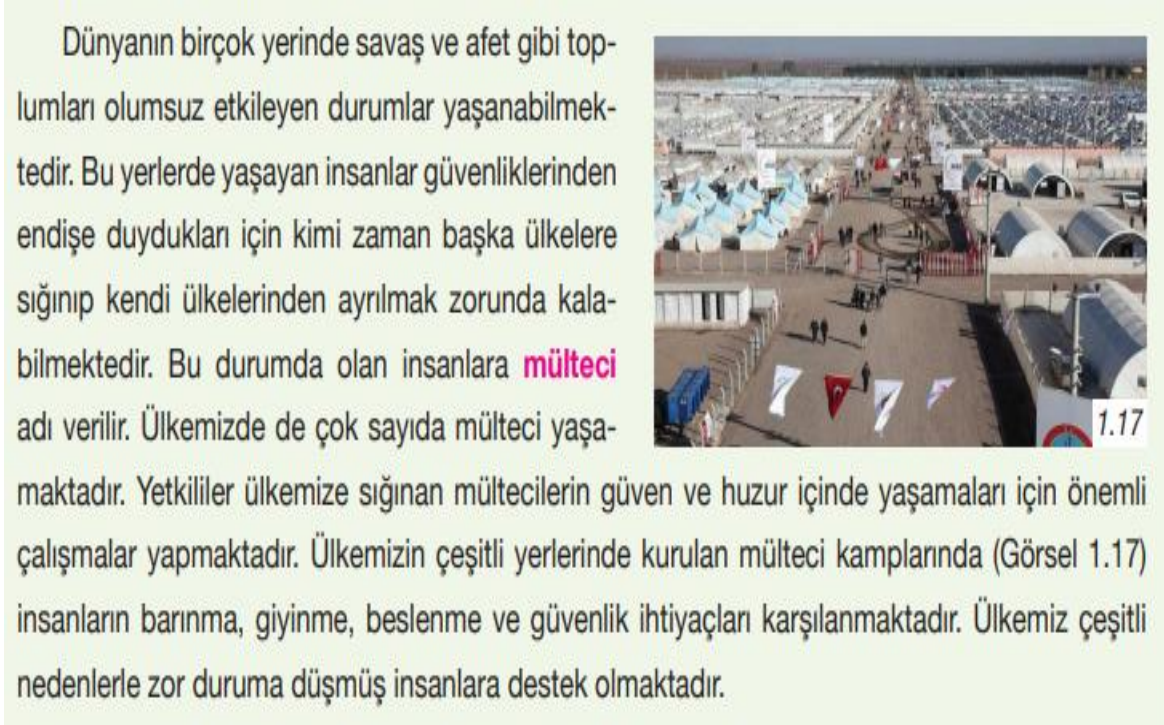 Dünyanın birçok yerinde savaş ve afet gibi top-
lumları olumsuz etkileyen durumlar yaşanabilmek-
tedir. Bu yerlerde yaşayan insanlar güvenliklerinden
endişe duydukları için kimi zaman başka ülkelere
sığınıp kendi ülkelerinden ayrılmak zorunda kala-
bilmektedir. Bu durumda olan insanlara mülteci
adı verilir. Ülkemizde de çok sayıda mülteci yaşa-
1.17
maktadır. Yetkililer ülkemize sığınan mültecilerin güven ve huzur içinde yaşamaları için önemli
çalışmalar yapmaktadır. Ülkemizin çeşitli yerlerinde kurulan mülteci kamplarında (Görsel 1.17)
insanların barınma, giyinme, beslenme ve güvenlik ihtiyaçları karşılanmaktadır. Ülkemiz çeşitli
nedenlerle zor duruma düşmüş insanlara destek olmaktadır.